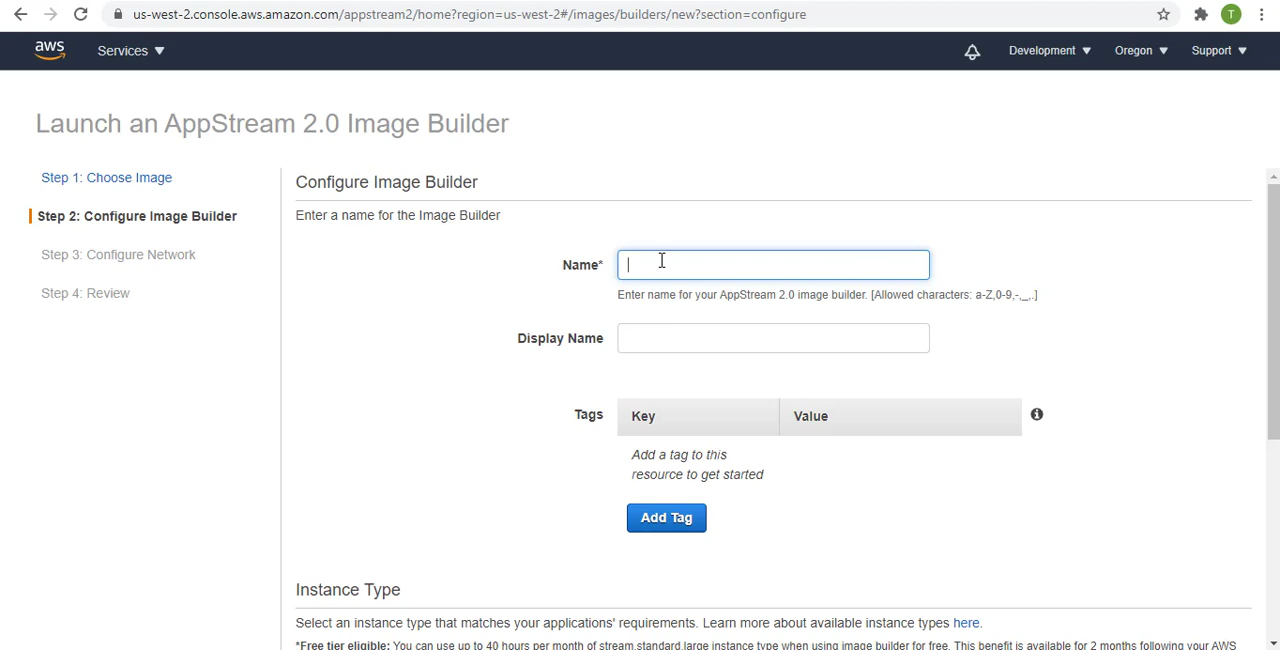 us-west-2.console.aws.amazon.com/appstream2/home?region=us-west-2#/images/builders/new?section=configure
T
aws
Services
Development
Oregon
Support
Launch an AppStream 2.0 Image Builder
Step 1: Choose Image
Step 2: Configure Image Builder
Step 3: Configure Network
Step 4: Review
Configure Image Builder
Enter a name for the Image Builder
Name*
Enter name for your AppStream 2.0 image builder. [Allowed characters: a-Z,0-9,-,_,.]
Display Name
Tags
Key Value
Add a tag to this
resource to get started
Add Tag
Instance Type
Select an instance type that matches your applications' requirements. Learn more about available instance types here.
*Free tier eligible: You can use up to 40 hours per month of stream.standard.large instance type when using image builder for free. This benefit is available for 2 months following your AWS